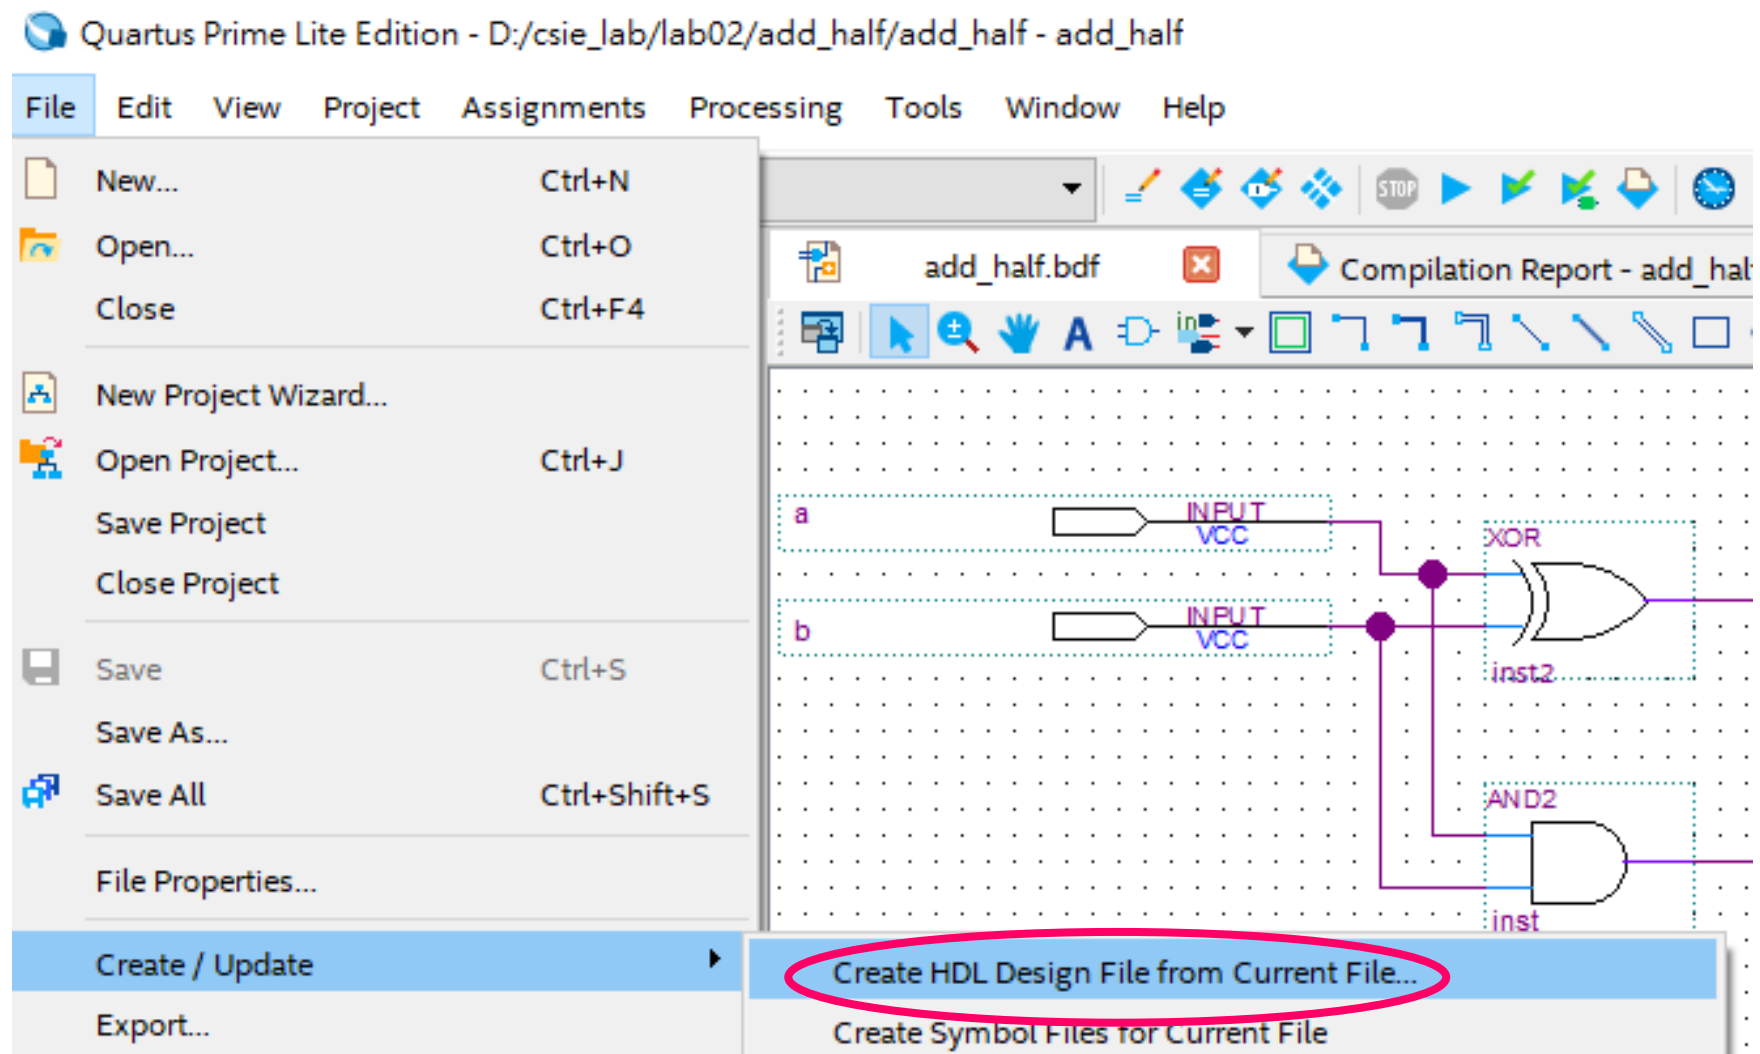 Quartus Prime Lite Edition - D:/csie_lab/lab02/add_half/add_half - add_half
File Edit View Project Assignments Processing Tools Window Help
New... Ctrl+N
Open... Ctrl+O
Close Ctrl+F4
New Project Wizard...
Open Project... Ctrl+J
Save Project
Close Project
Save Ctrl+S
Save As...
Save All Ctrl+Shift+S
File Properties...
Create / Update
Export...
Create HDL Design File from Current File...
Create Symbol Files for Current File
STOP
add_half.bdf
Compilation Report - add_hal
A
in
a
INPUT
VCC
b
INPUT
VCC
XOR
inst2
AND2
inst